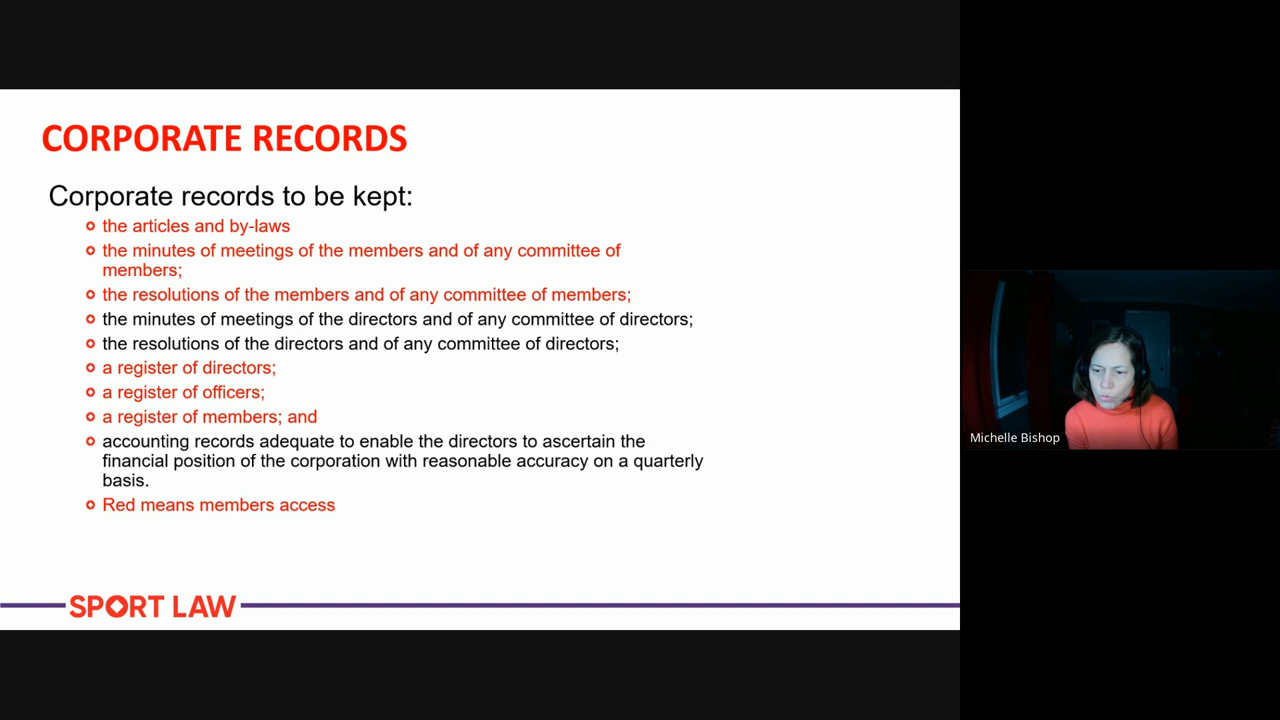 CORPORATE RECORDS
Corporate records to be kept:
the articles and by-laws
the minutes of meetings of the members and of any committee of
members;
the resolutions of the members and of any committee of members;
the minutes of meetings of the directors and of any committee of directors;
the resolutions of the directors and of any committee of directors;
a register of directors;
a register of officers;
a register of members; and
accounting records adequate to enable the directors to ascertain the
financial position of the corporation with reasonable accuracy on a quarterly
basis.
Red means members access
SPORT LAW
Michelle Bishop